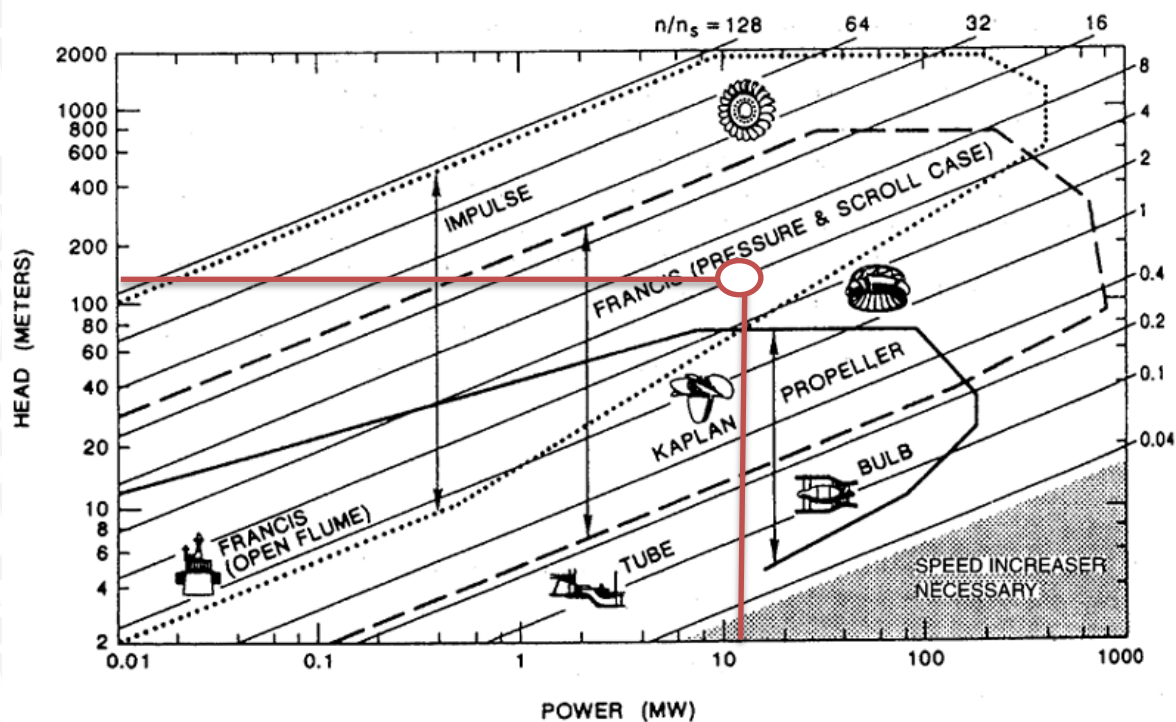 n/ns = 128 64 32 16
2000
1000
800
600
400
200
100
80
60
40
20
10
8
6
4
2
HEAD (METERS)
8
4
2
1
0.4
0.2
0.1
0.04
IMPULSE
FRANCIS (PRESSURE & SCROLL CASE)
PROPELLER
KAPLAN
BULB
FRANCIS
(OPEN FLUME)
TUBE
SPEED INCREASER
NECESSARY
0.01 0.1 1 10 100 1000
POWER (MW)